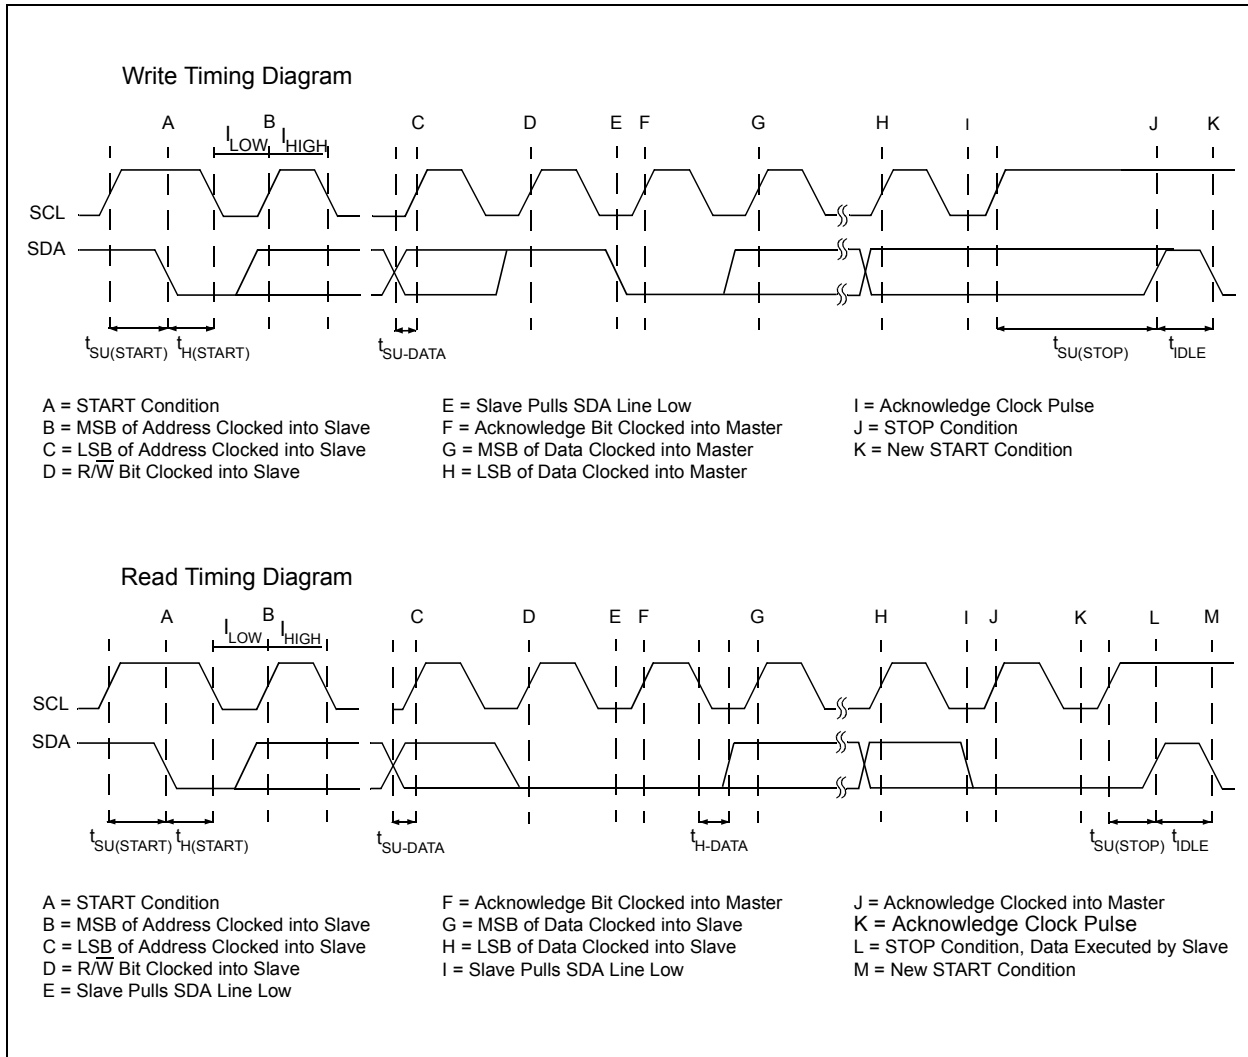 Write Timing Diagram
A B C D E F G H I J K
ILOW IHIGH
SCL
SDA
tSU(START) tH(START) tSU-DATA tSU(STOP) tIDLE
A = START Condition
B = MSB of Address Clocked into Slave
C = LSB of Address Clocked into Slave
D = R/W̅ Bit Clocked into Slave
E = Slave Pulls SDA Line Low
F = Acknowledge Bit Clocked into Master
G = MSB of Data Clocked into Master
H = LSB of Data Clocked into Master
I = Acknowledge Clock Pulse
J = STOP Condition
K = New START Condition
Read Timing Diagram
A B C D E F G H I J K L M
ILOW IHIGH
SCL
SDA
tSU(START) tH(START) tSU-DATA tH-DATA tSU(STOP) tIDLE
A = START Condition
B = MSB of Address Clocked into Slave
C = LSB of Address Clocked into Slave
D = R/W̅ Bit Clocked into Slave
E = Slave Pulls SDA Line Low
F = Acknowledge Bit Clocked into Master
G = MSB of Data Clocked into Slave
H = LSB of Data Clocked into Slave
I = Slave Pulls SDA Line Low
J = Acknowledge Clocked into Master
K = Acknowledge Clock Pulse
L = STOP Condition, Data Executed by Slave
M = New START Condition